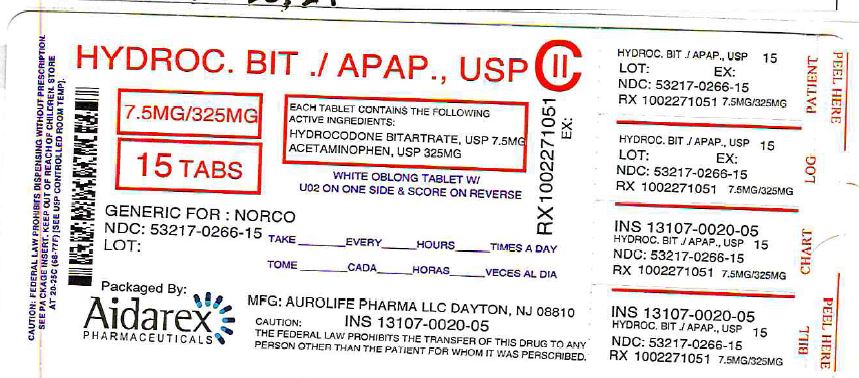 HYDROC. BIT ./ APAP., USP CII
7.5MG/325MG
15 TABS
EACH TABLET CONTAINS THE FOLLOWING
ACTIVE INGREDIENTS:
HYDROCODONE BITARTRATE, USP 7.5MG
ACETAMINOPHEN, USP 325MG
WHITE OBLONG TABLET W/
U02 ON ONE SIDE & SCORE ON REVERSE
GENERIC FOR : NORCO
NDC: 53217-0266-15
LOT:
TAKE ______EVERY______HOURS______TIMES A DAY
TOME ______CADA______HORAS______VECES AL DIA
Packaged By:
Aidarex
PHARMACEUTICALS
MFG: AUROLIFE PHARMA LLC DAYTON, NJ 08810
CAUTION: INS 13107-0020-05
THE FEDERAL LAW PROHIBITS THE TRANSFER OF THIS DRUG TO ANY
PERSON OTHER THAN THE PATIENT FOR WHOM IT WAS PERSCRIBED.
CAUTION: FEDERAL LAW PROHIBITS DISPENSING WITHOUT PRESCRIPTION.
SEE PACKAGE INSERT. KEEP OUT OF REACH OF CHILDREN. STORE
AT 20-25C (68-77F) [SEE USP CONTROLLED ROOM TEMP].
RX 1002271051
EX:
HYDROC. BIT ./ APAP., USP 15
LOT: EX:
NDC: 53217-0266-15
RX 1002271051 7.5MG/325MG
PATIENT
PEEL HERE
HYDROC. BIT ./ APAP., USP 15
LOT: EX:
NDC: 53217-0266-15
RX 1002271051 7.5MG/325MG
LOG
INS 13107-0020-05
HYDROC. BIT ./ APAP., USP 15
NDC: 53217-0266-15
RX 1002271051 7.5MG/325MG
CHART
INS 13107-0020-05
HYDROC. BIT ./ APAP., USP 15
NDC: 53217-0266-15
RX 1002271051 7.5MG/325MG
BILL
PEEL HERE